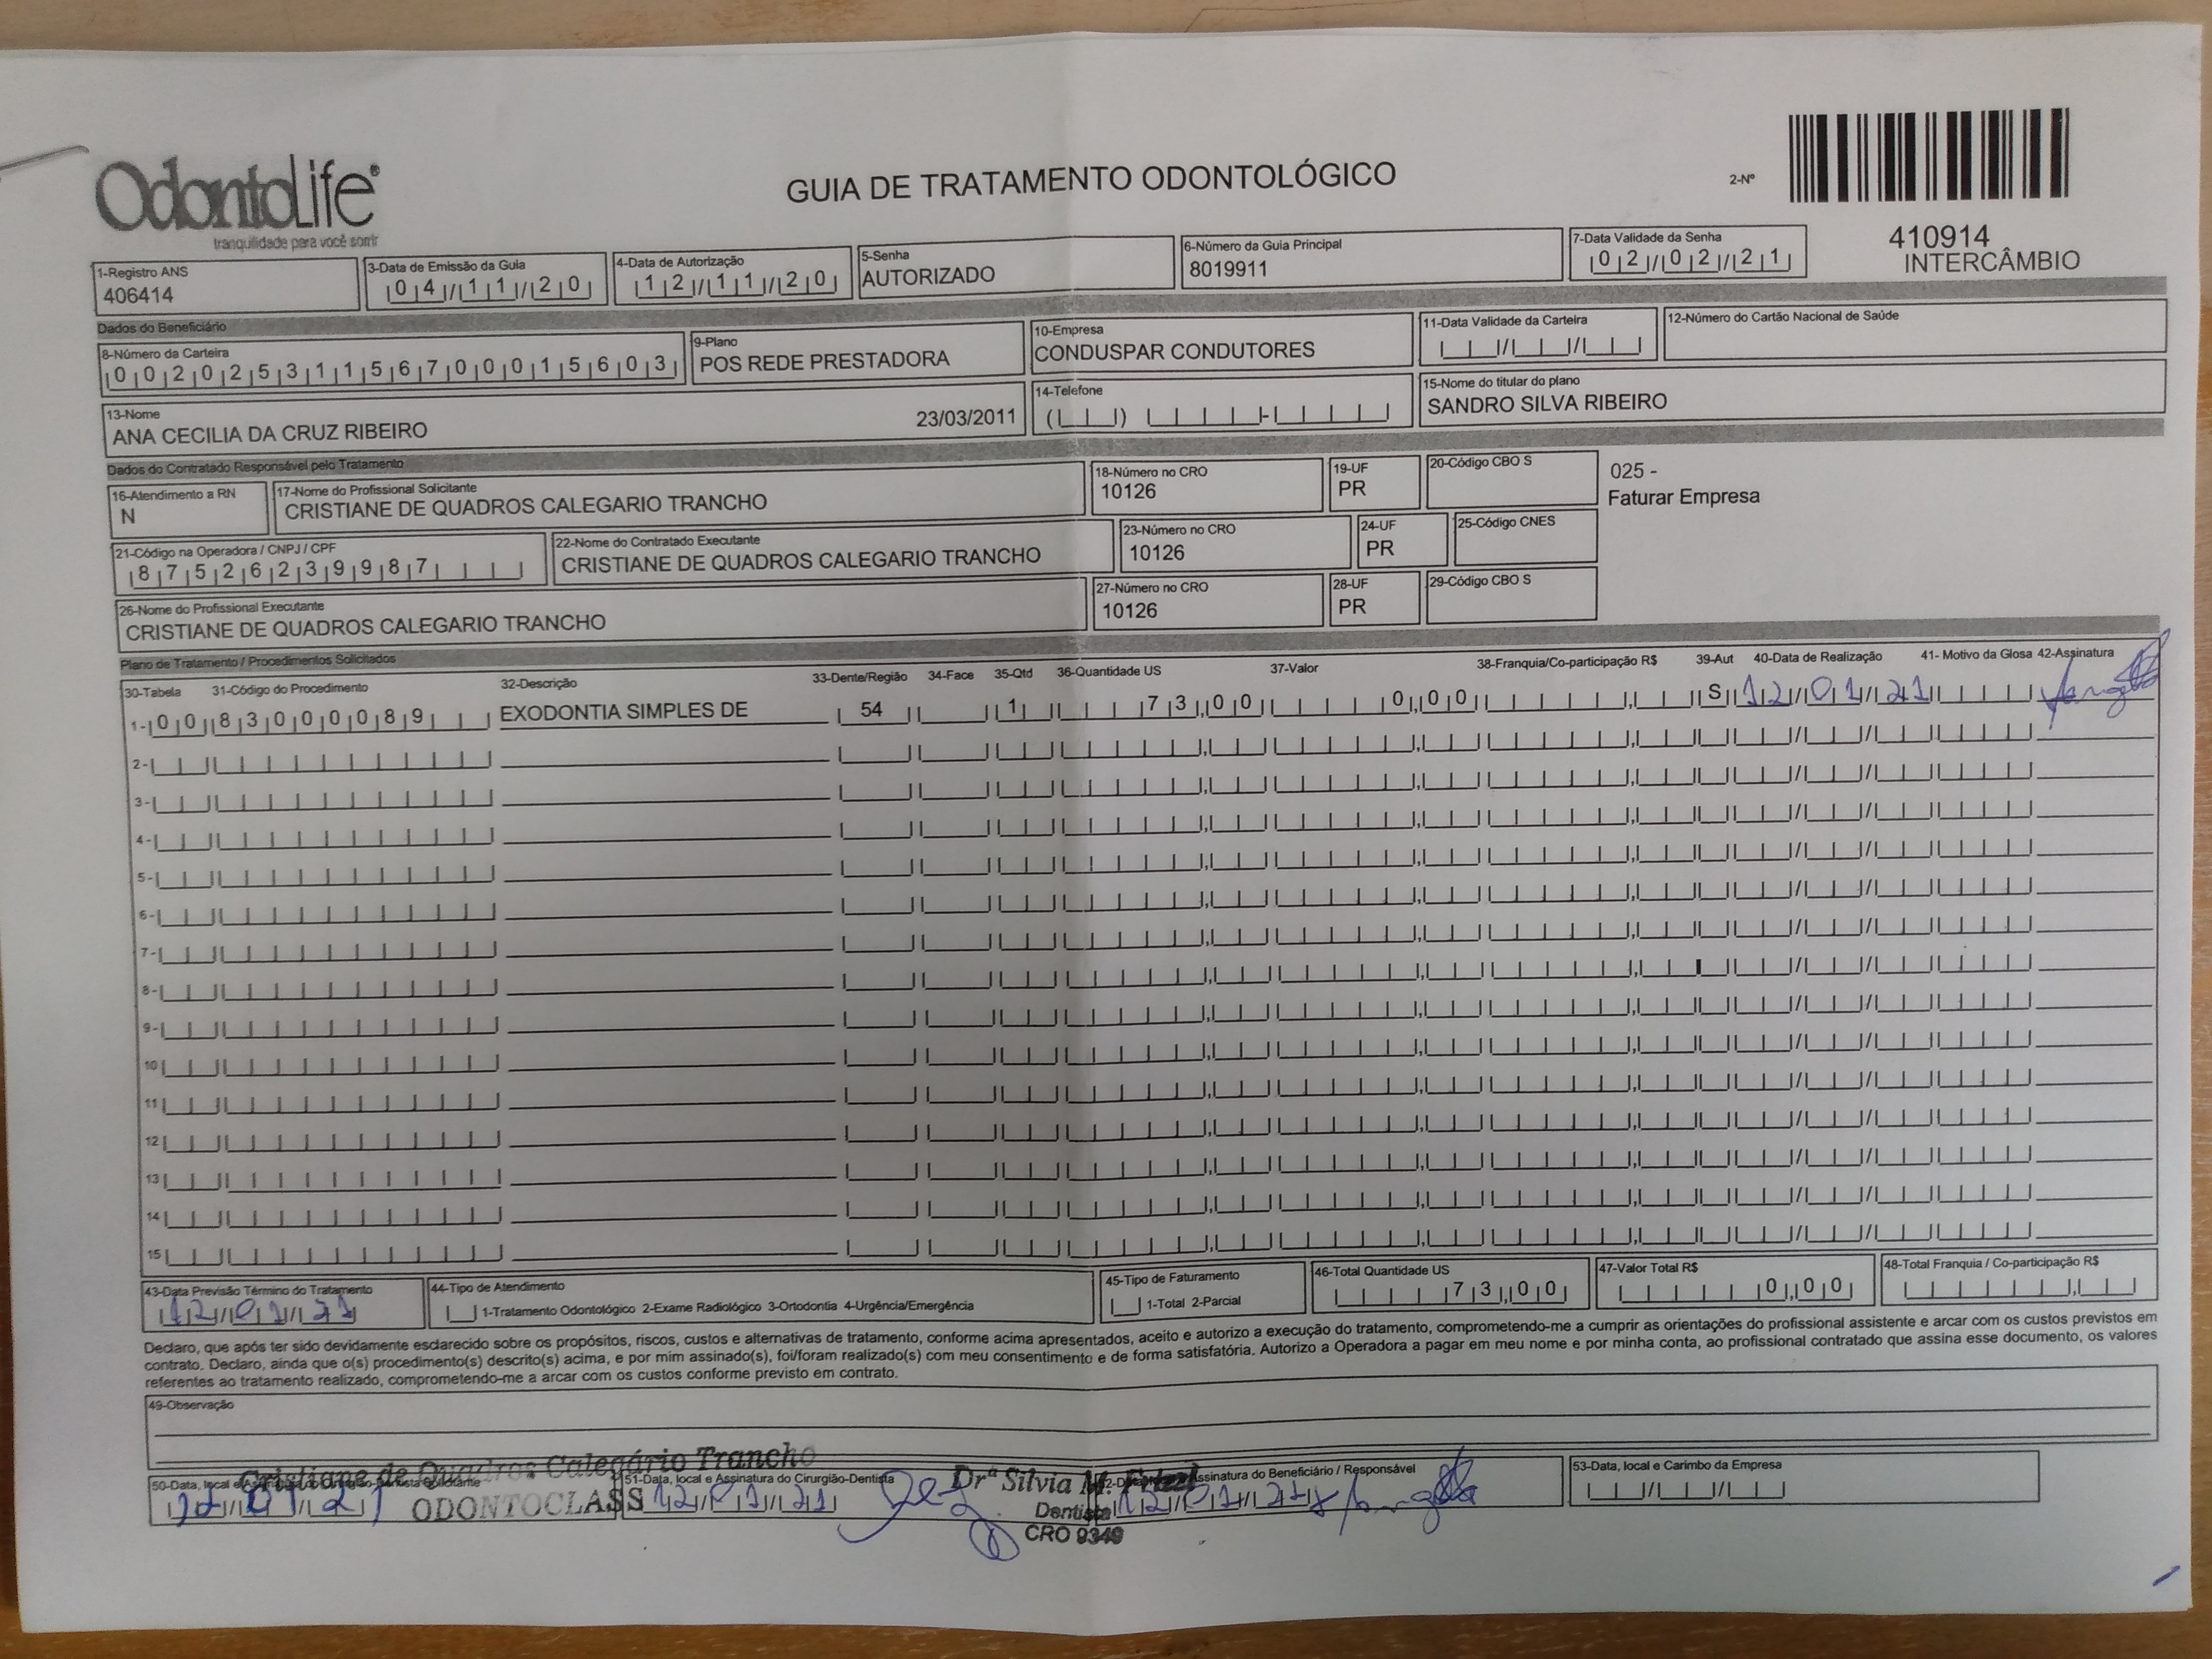 OdontoLife
tranquilidade para você sorrir
GUIA DE TRATAMENTO ODONTOLÓGICO
2-Nº
410914
INTERCÂMBIO
1-Registro ANS
406414
3-Data de Emissão da Guia
04/11/20
4-Data de Autorização
12/11/20
5-Senha
AUTORIZADO
6-Número da Guia Principal
8019911
7-Data Validade da Senha
02/02/21
Dados do Beneficiário
8-Número da Carteira
00202531156700015603
9-Plano
POS REDE PRESTADORA
10-Empresa
CONDUSPAR CONDUTORES
11-Data Validade da Carteira
12-Número do Cartão Nacional de Saúde
13-Nome
ANA CECILIA DA CRUZ RIBEIRO 23/03/2011
14-Telefone
15-Nome do titular do plano
SANDRO SILVA RIBEIRO
Dados do Contratado Responsável pelo Tratamento
16-Atendimento a RN
N
17-Nome do Profissional Solicitante
CRISTIANE DE QUADROS CALEGARIO TRANCHO
18-Número no CRO
10126
19-UF
PR
20-Código CBO S
025 -
Faturar Empresa
21-Código na Operadora / CNPJ / CPF
87526239987
22-Nome do Contratado Executante
CRISTIANE DE QUADROS CALEGARIO TRANCHO
23-Número no CRO
10126
24-UF
PR
25-Código CNES
26-Nome do Profissional Executante
CRISTIANE DE QUADROS CALEGARIO TRANCHO
27-Número no CRO
10126
28-UF
PR
29-Código CBO S
Plano de Tratamento / Procedimentos Solicitados
30-Tabela 31-Código do Procedimento 32-Descrição 33-Dente/Região 34-Face 35-Qtd 36-Quantidade US 37-Valor 38-Franquia/Co-participação R$ 39-Aut 40-Data de Realização 41- Motivo da Glosa 42-Assinatura
1- 00 83000089 EXODONTIA SIMPLES DE 54 1 73,00 0,00 S 12/01/21
2-
3-
4-
5-
6-
7-
8-
9-
10
11
12
13
14
15
43-Data Previsão Término do Tratamento
12/01/21
44-Tipo de Atendimento
1-Tratamento Odontológico 2-Exame Radiológico 3-Ortodontia 4-Urgência/Emergência
45-Tipo de Faturamento
1-Total 2-Parcial
46-Total Quantidade US
73,00
47-Valor Total R$
0,00
48-Total Franquia / Co-participação R$
Declaro, que após ter sido devidamente esclarecido sobre os propósitos, riscos, custos e alternativas de tratamento, conforme acima apresentados, aceito e autorizo a execução do tratamento, comprometendo-me a cumprir as orientações do profissional assistente e arcar com os custos previstos em
contrato. Declaro, ainda que o(s) procedimento(s) descrito(s) acima, e por mim assinado(s), foi/foram realizado(s) com meu consentimento e de forma satisfatória. Autorizo a Operadora a pagar em meu nome e por minha conta, ao profissional contratado que assina esse documento, os valores
referentes ao tratamento realizado, comprometendo-me a arcar com os custos conforme previsto em contrato.
49-Observação
Cristiane de Quadros Calegário Trancho
ODONTOCLASS
50-Data, local e
12/01/21
51-Data, local e Assinatura do Cirurgião-Dentista
12/01/21
Drª Silvia M.
Dentista
CRO 9349
Assinatura do Beneficiário / Responsável
12/01/21
53-Data, local e Carimbo da Empresa